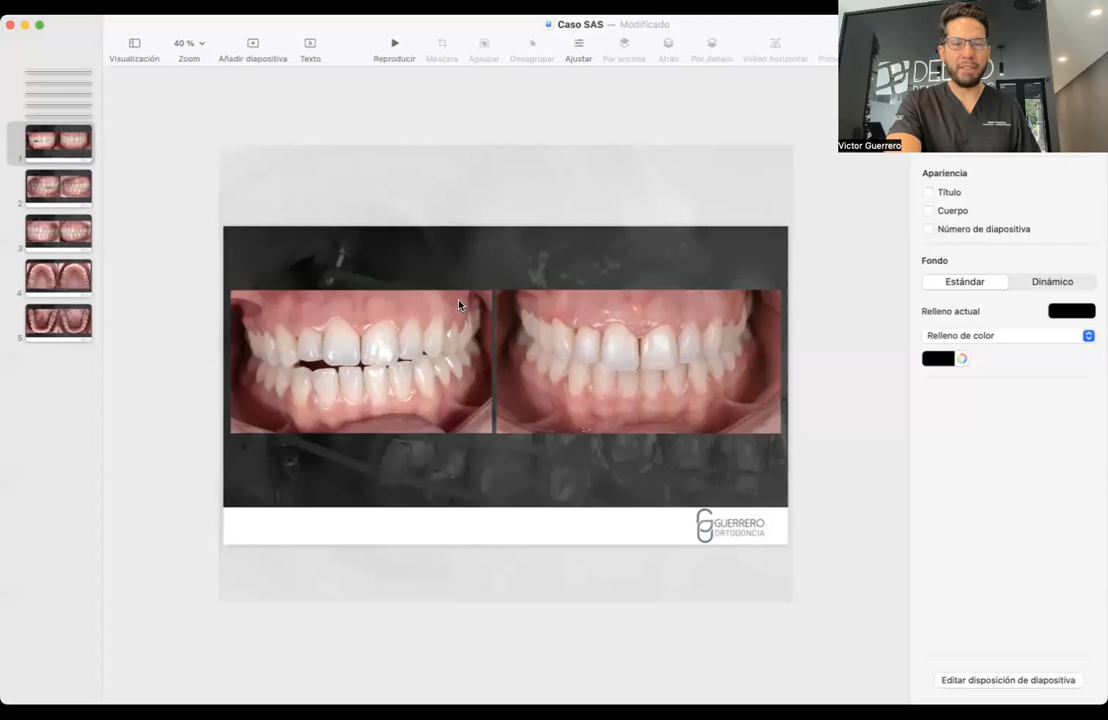 Caso SAS — Modificado
40 %
Visualización Zoom Añadir diapositiva Texto Reproducir Máscara Agrupar Desagrupar Ajustar Por encima Atrás Por debajo Volteo horizontal
Victor Guerrero
Apariencia
Título
Cuerpo
Número de diapositiva
Fondo
Estándar Dinámico
Relleno actual
Relleno de color
1
2
3
4
5
GUERRERO
ORTODONCIA
Editar disposición de diapositiva